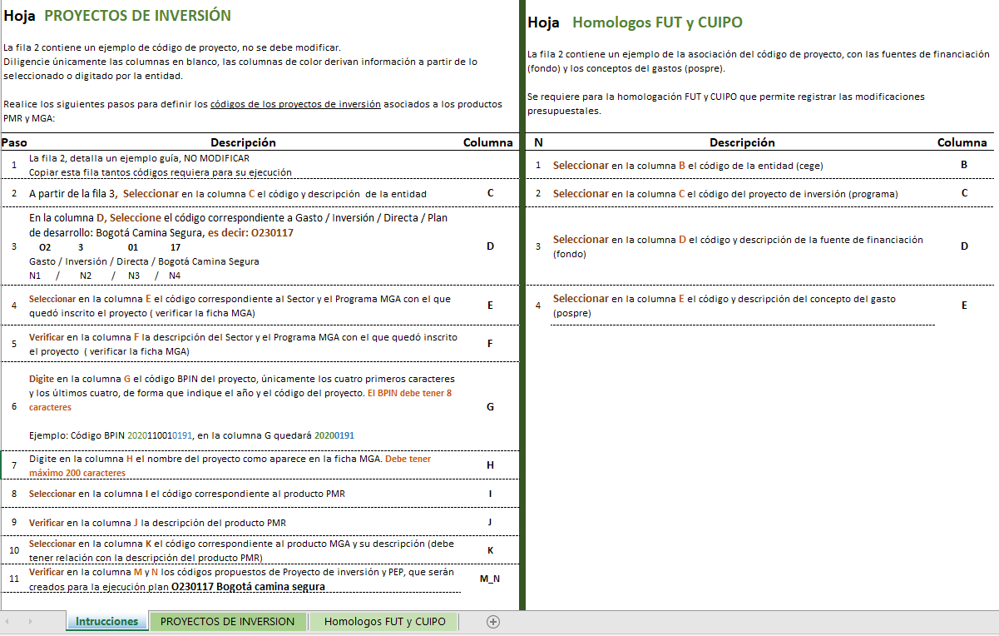 Hoja PROYECTOS DE INVERSIÓN
La fila 2 contiene un ejemplo de código de proyecto, no se debe modificar.
Diligencie únicamente las columnas en blanco, las columnas de color derivan información a partir de lo
seleccionado o digitado por la entidad.
Realice los siguientes pasos para definir los códigos de los proyectos de inversión asociados a los productos
PMR y MGA:
Paso Descripción Columna
1 La fila 2, detalla un ejemplo guía, NO MODIFICAR
Copiar esta fila tantos códigos requiera para su ejecución
2 A partir de la fila 3, Seleccionar en la columna C el código y descripción de la entidad C
En la columna D, Seleccione el código correspondiente a Gasto / Inversión / Directa / Plan
de desarrollo: Bogotá Camina Segura, es decir: O230117
3 O2 3 01 17 D
Gasto / Inversión / Directa / Bogotá Camina Segura
N1 / N2 / N3 / N4
4 Seleccionar en la columna E el código correspondiente al Sector y el Programa MGA con el que E
quedó inscrito el proyecto ( verificar la ficha MGA)
5 Verificar en la columna F la descripción del Sector y el Programa MGA con el que quedó inscrito F
el proyecto ( verificar la ficha MGA)
Digite en la columna G el código BPIN del proyecto, únicamente los cuatro primeros caracteres
y los últimos cuatro, de forma que indique el año y el código del proyecto. El BPIN debe tener 8
6 caracteres G
Ejemplo: Código BPIN 2020110010191, en la columna G quedará 20200191
7 Digite en la columna H el nombre del proyecto como aparece en la ficha MGA. Debe tener H
máximo 200 caracteres
8 Seleccionar en la columna I el código correspondiente al producto PMR I
9 Verificar en la columna J la descripción del producto PMR J
10 Seleccionar en la columna K el código correspondiente al producto MGA y su descripción (debe K
tener relación con la descripción del producto PMR)
11 Verificar en la columna M y N los códigos propuestos de Proyecto de inversión y PEP, que serán M_N
creados para la ejecución plan O230117 Bogotá camina segura
Hoja Homologos FUT y CUIPO
La fila 2 contiene un ejemplo de la asociación del código de proyecto, con las fuentes de financiación
(fondo) y los conceptos del gastos (pospre).
Se requiere para la homologación FUT y CUIPO que permite registrar las modificaciones
presupuestales.
N Descripción Columna
1 Seleccionar en la columna B el código de la entidad (cege) B
2 Seleccionar en la columna C el código del proyecto de inversión (programa) C
3 Seleccionar en la columna D el código y descripción de la fuente de financiación D
(fondo)
4 Seleccionar en la columna E el código y descripción del concepto del gasto E
(pospre)
Intrucciones PROYECTOS DE INVERSION Homologos FUT y CUIPO